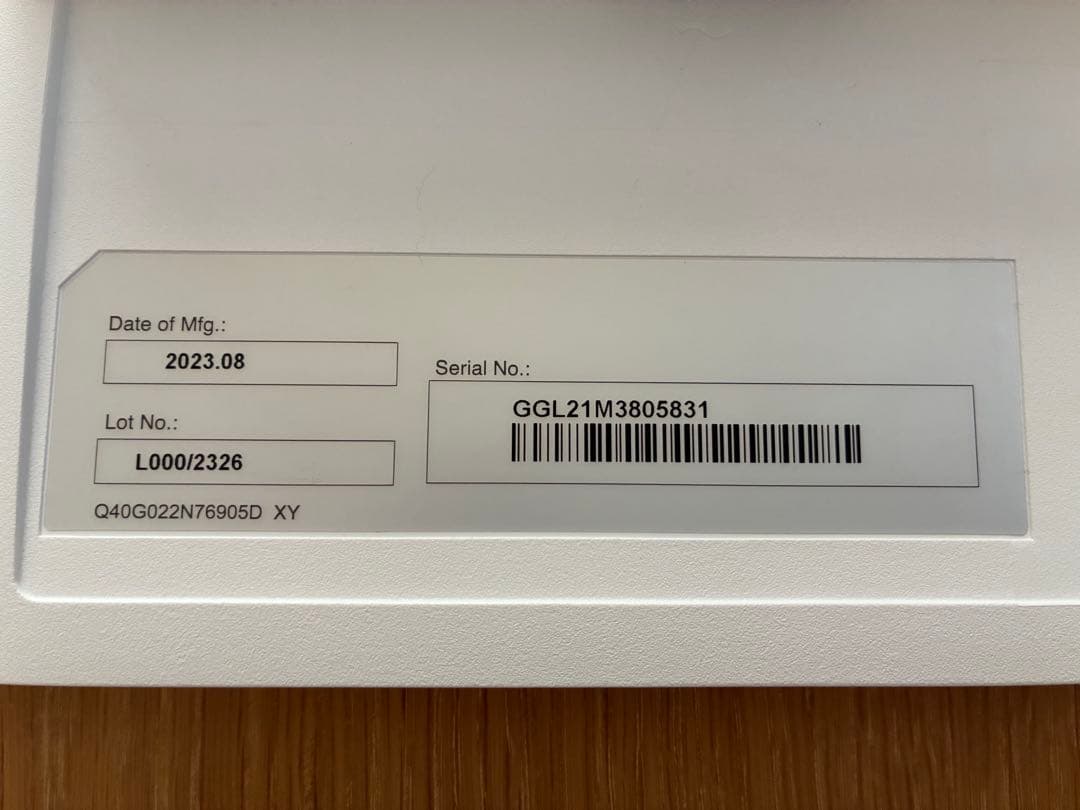 Date of Mfg.:
2023.08
Lot No.:
L000/2326
Q40G022N76905D XY
Serial No.:
GGL21M3805831